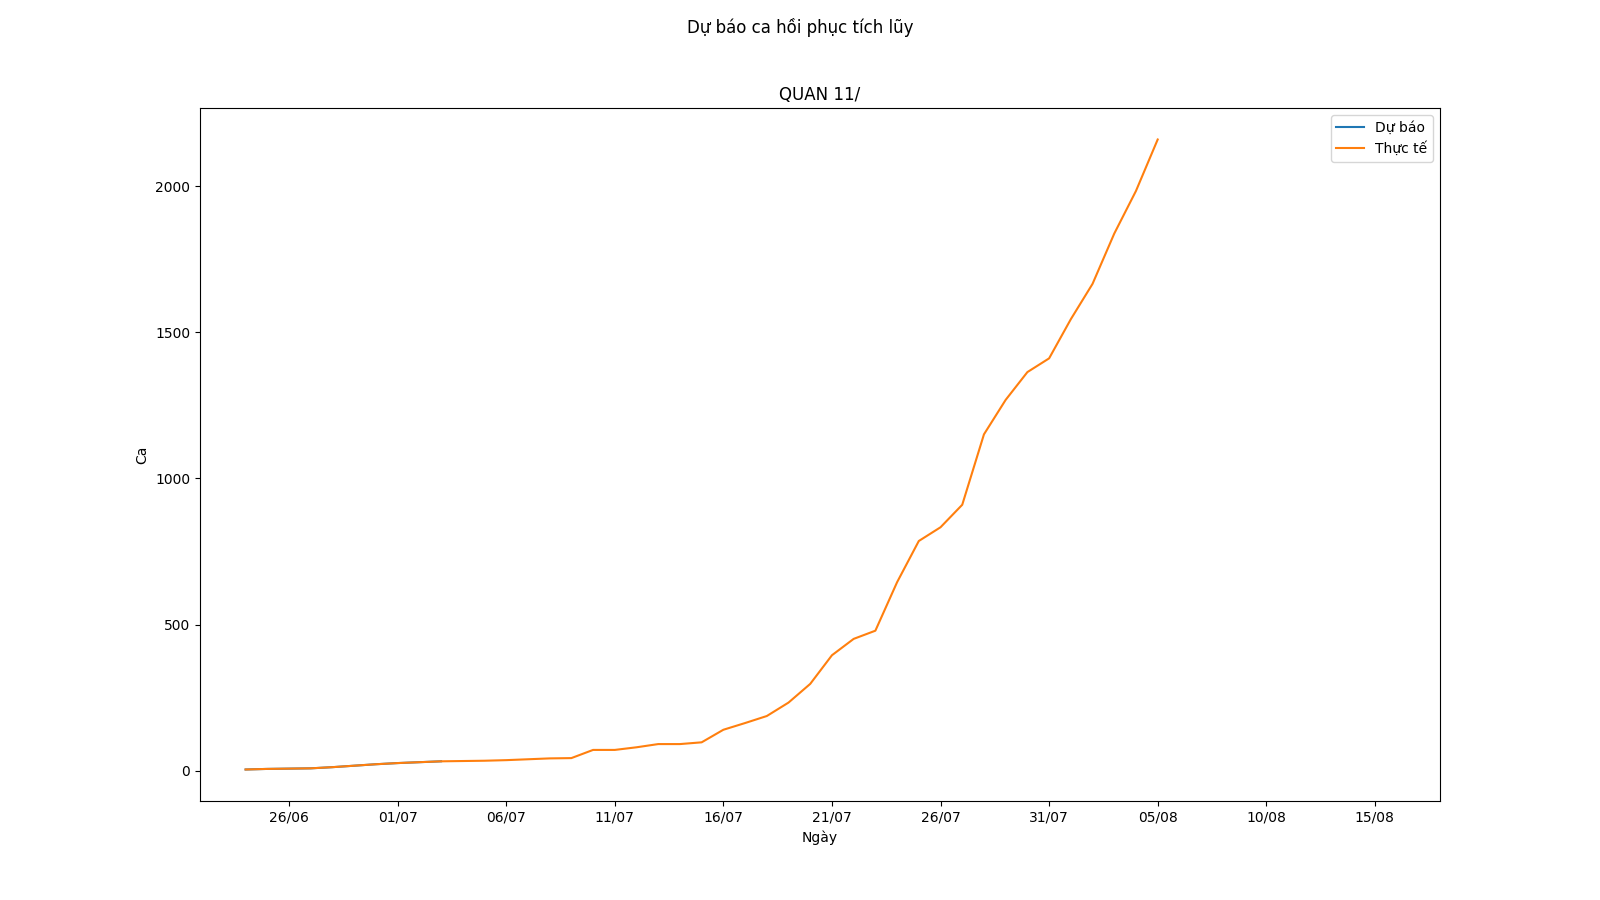 Dự báo ca hồi phục tích lũy
QUAN 11/
Dự báo
Thực tế
2000
1500
1000
500
0
Ca
26/06 01/07 06/07 11/07 16/07 21/07 26/07 31/07 05/08 10/08 15/08
Ngày